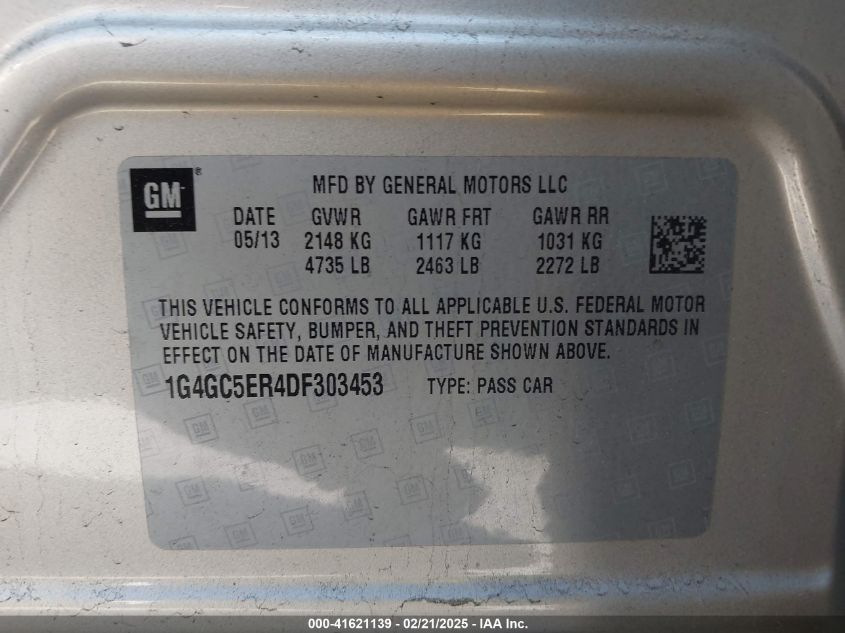 GM ®
MFD BY GENERAL MOTORS LLC
DATE GVWR GAWR FRT GAWR RR
05/13 2148 KG 1117 KG 1031 KG
4735 LB 2463 LB 2272 LB
THIS VEHICLE CONFORMS TO ALL APPLICABLE U.S. FEDERAL MOTOR
VEHICLE SAFETY, BUMPER, AND THEFT PREVENTION STANDARDS IN
EFFECT ON THE DATE OF MANUFACTURE SHOWN ABOVE.
1G4GC5ER4DF303453 TYPE: PASS CAR
000-41621139 - 02/21/2025 - IAA Inc.